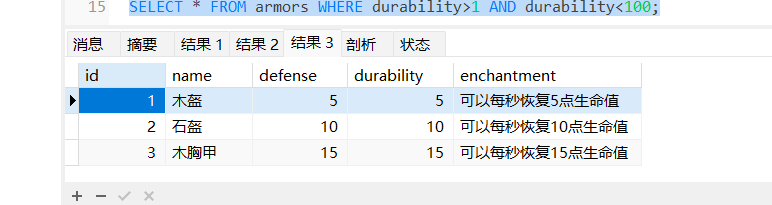 15 SELECT * FROM armors WHERE durability>1 AND durability<100;
消息 摘要 结果 1 结果 2 结果 3 剖析 状态
id name defense durability enchantment
1 木盔 5 5 可以每秒恢复5点生命值
2 石盔 10 10 可以每秒恢复10点生命值
3 木胸甲 15 15 可以每秒恢复15点生命值